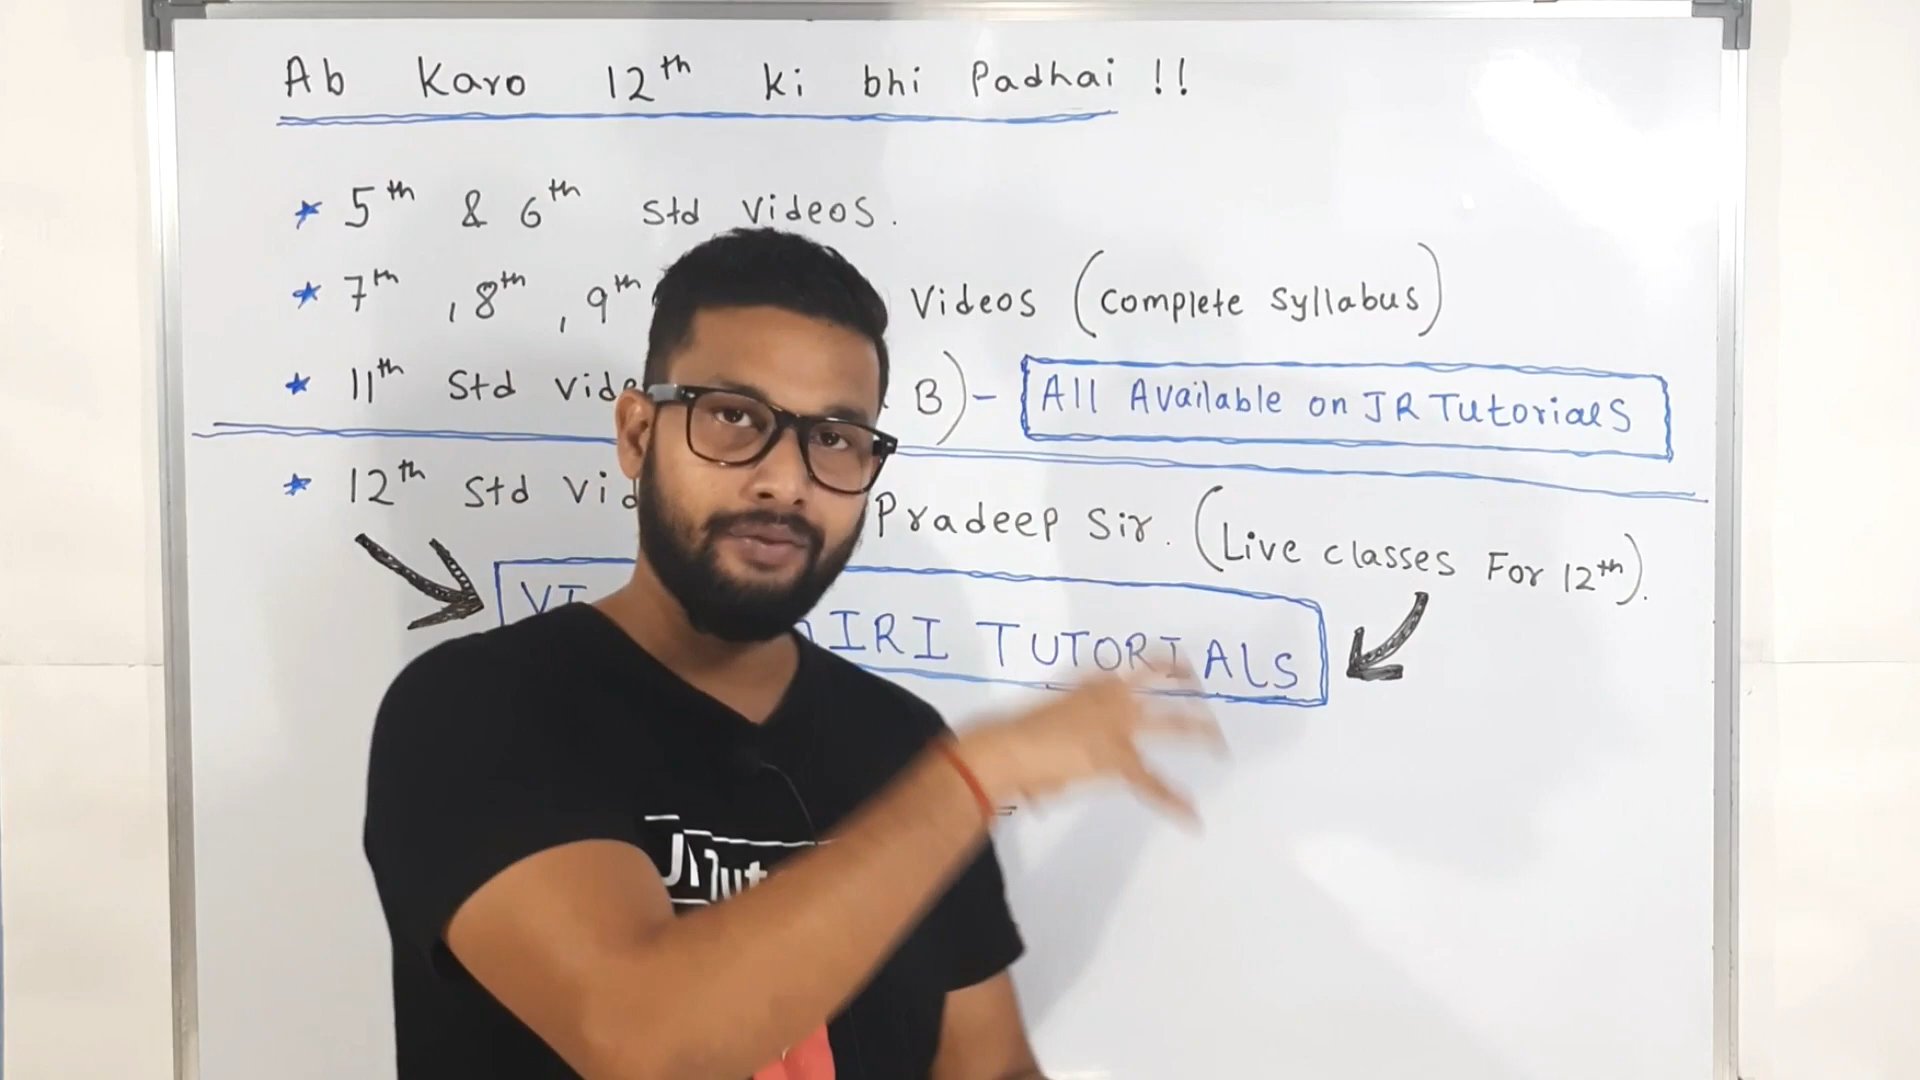 Ab Karo 12th ki bhi Padhai !!
5th & 6th Std Videos.
7th , 8th , 9th Videos (Complete Syllabus)
11th Std B) - All Available on JR Tutorials
12th Std Pradeep Sir. (Live classes For 12th).
TUTORIALS